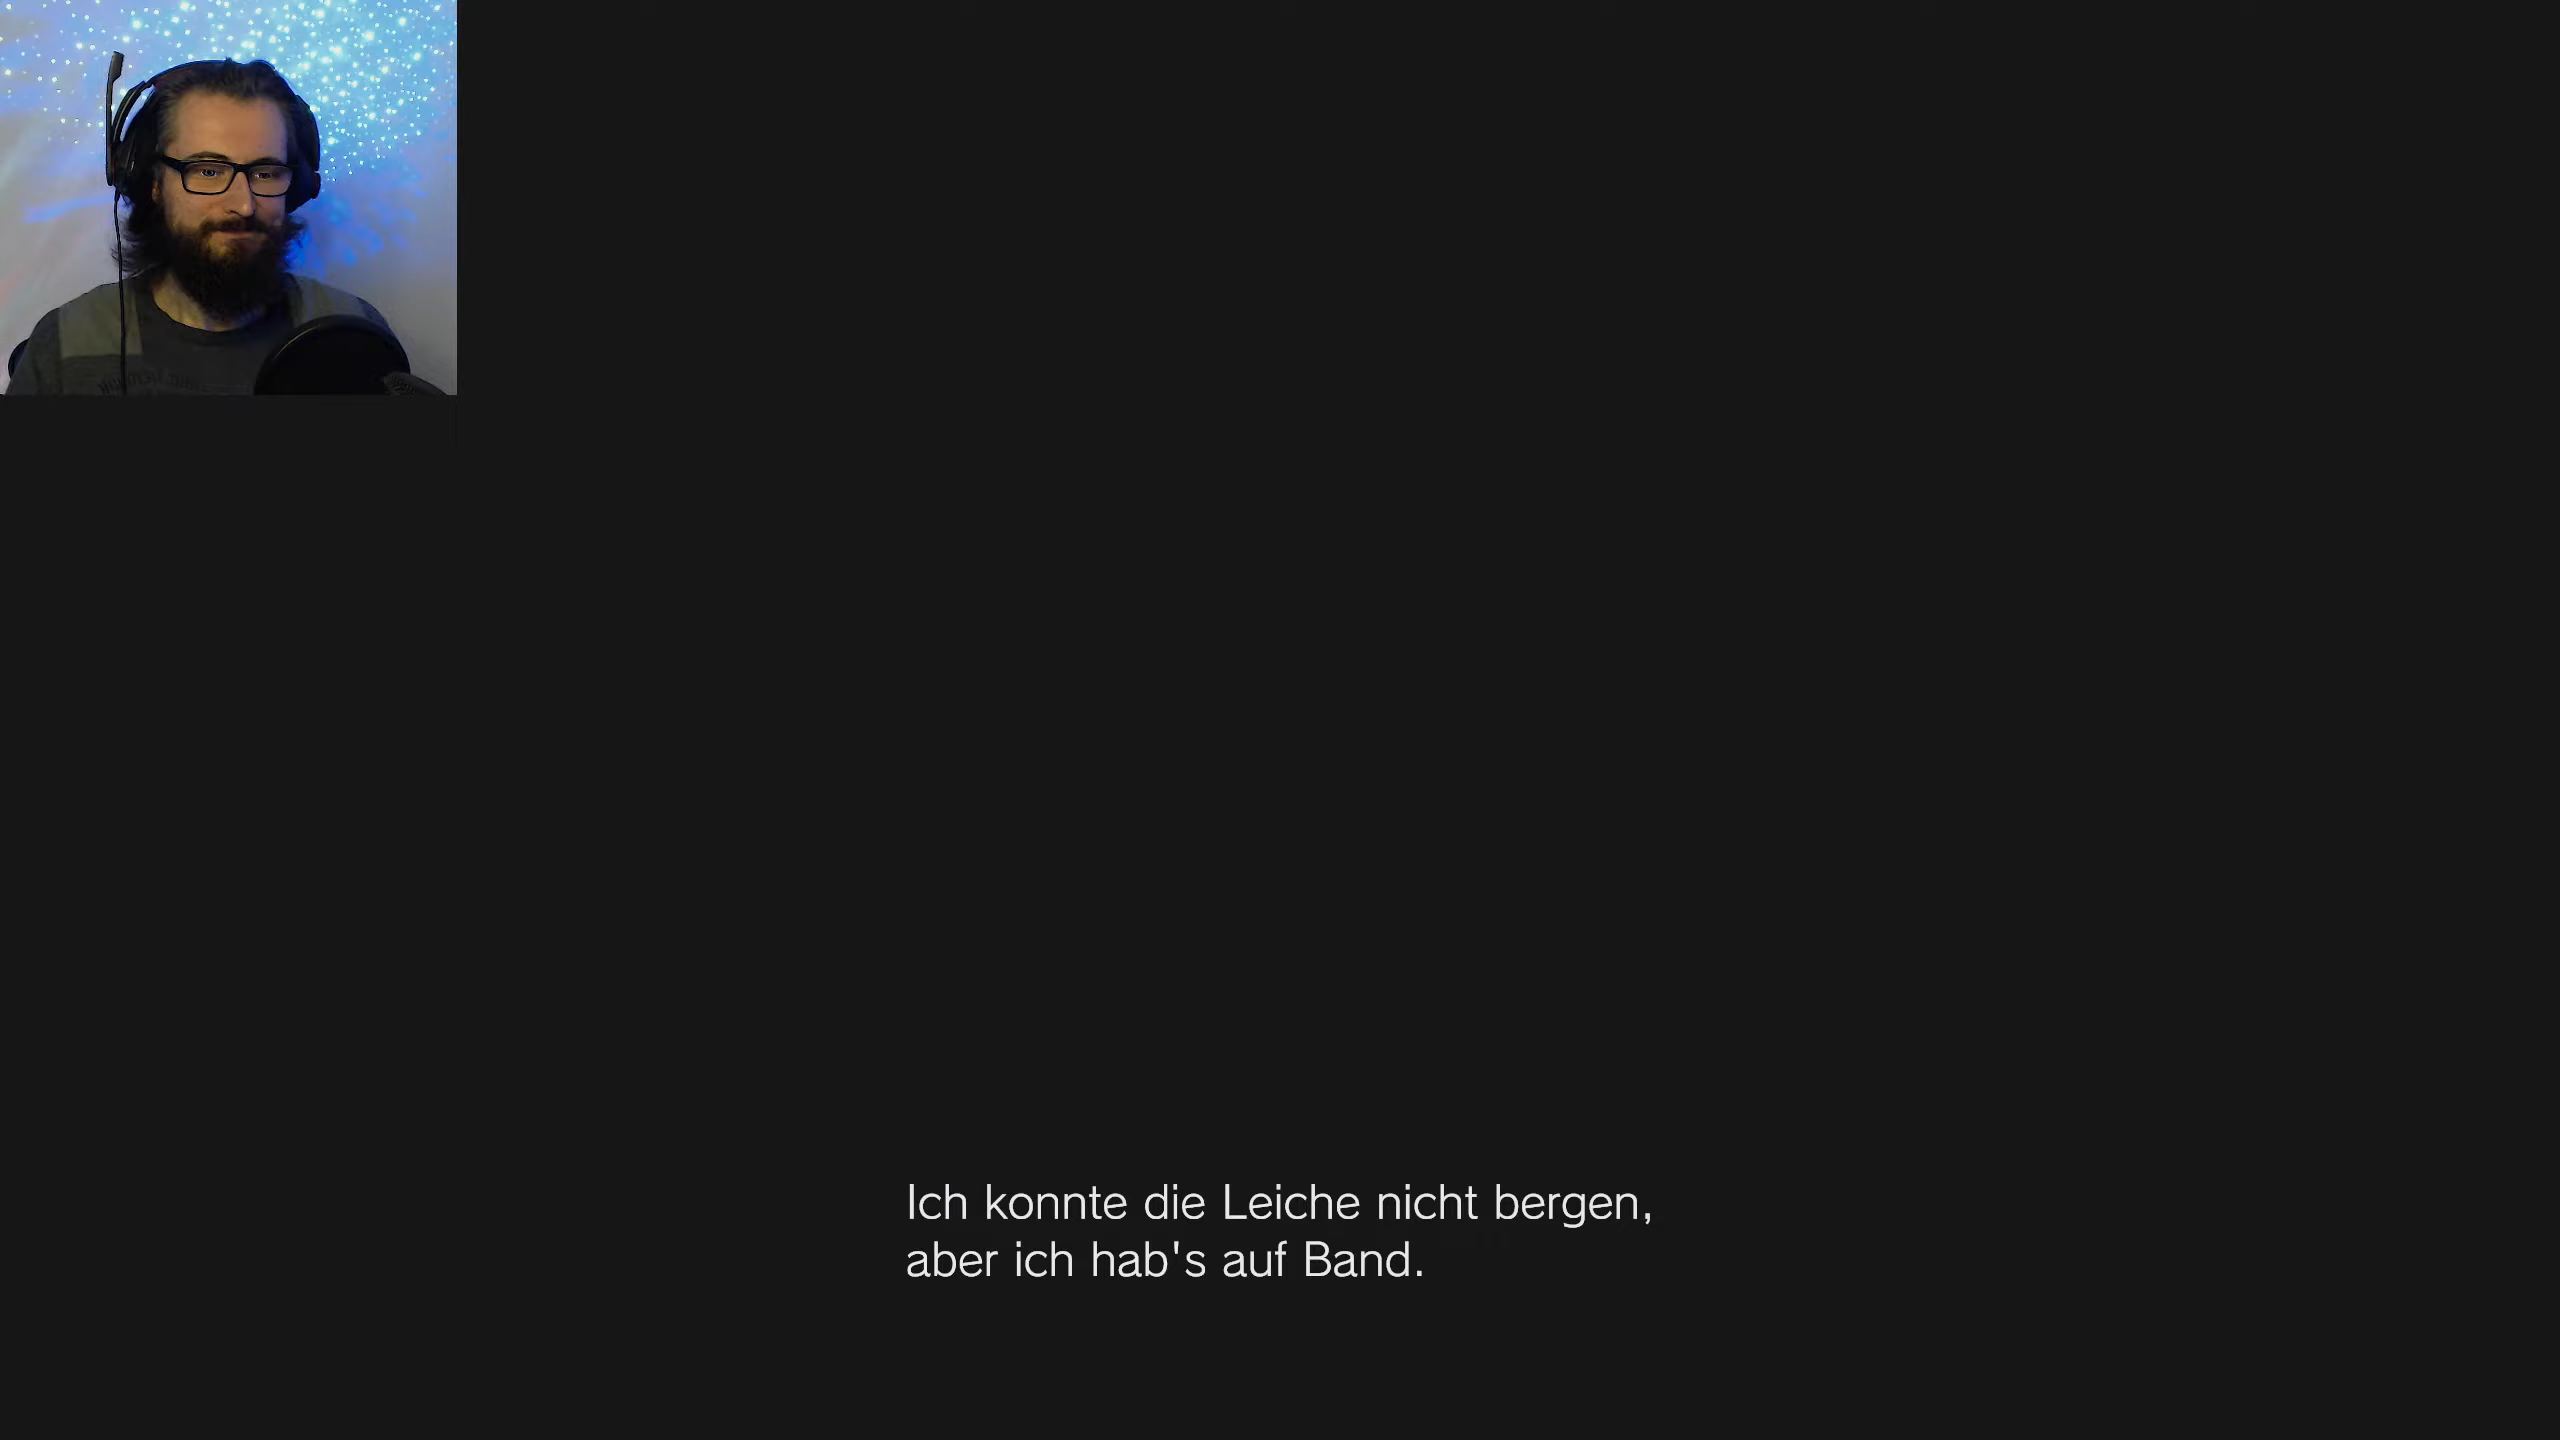 Ich konnte die Leiche nicht bergen,
aber ich hab's auf Band.